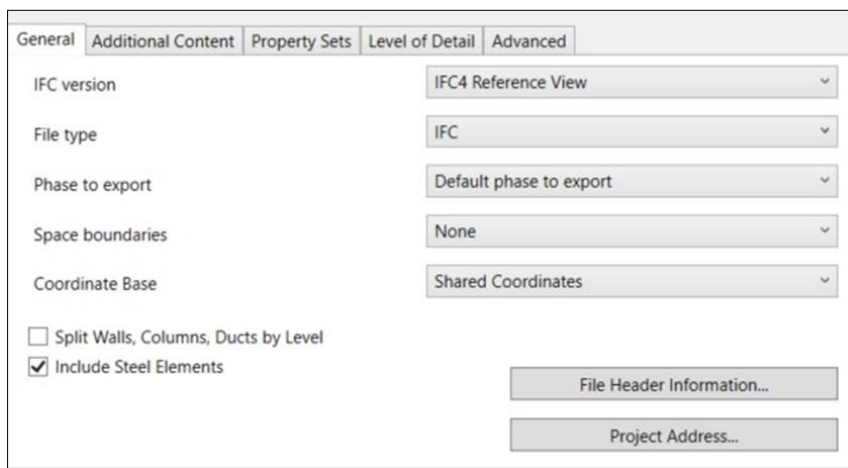 General Additional Content Property Sets Level of Detail Advanced
IFC version IFC4 Reference View
File type IFC
Phase to export Default phase to export
Space boundaries None
Coordinate Base Shared Coordinates
Split Walls, Columns, Ducts by Level
Include Steel Elements
File Header Information...
Project Address...